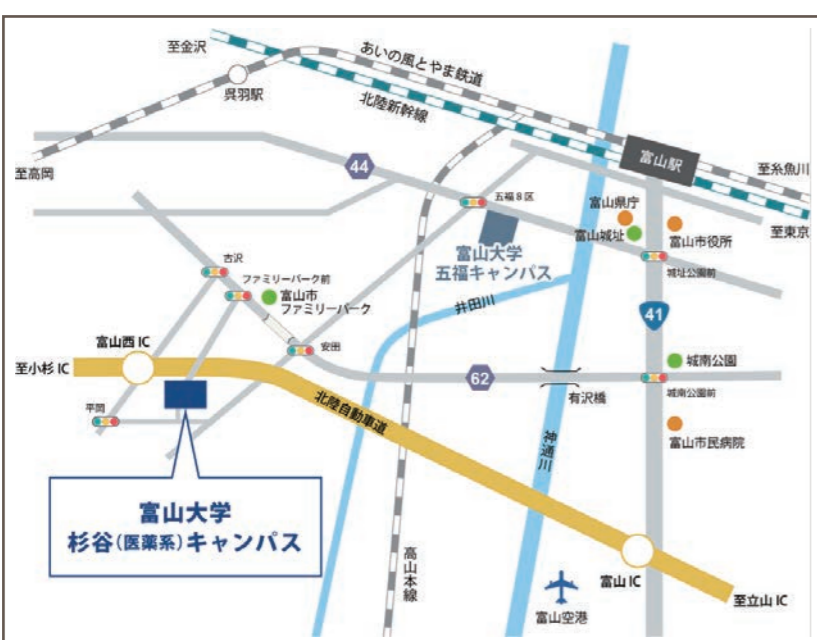 至金沢
あいの風とやま鉄道
呉羽駅
北陸新幹線
富山駅
至高岡
44
至糸魚川
五福8区
富山県庁
至東京
富山大学
五福キャンパス
富山城址
富山市役所
古沢
城址公園前
ファミリーパーク前
富山市
ファミリーパーク
井田川
41
富山西IC
安田
至小杉IC
62
城南公園
有沢橋
城南公園前
平岡
北陸自動車道
神通川
富山市民病院
富山大学
杉谷(医薬系)キャンパス
高山本線
富山IC
富山空港
至立山IC